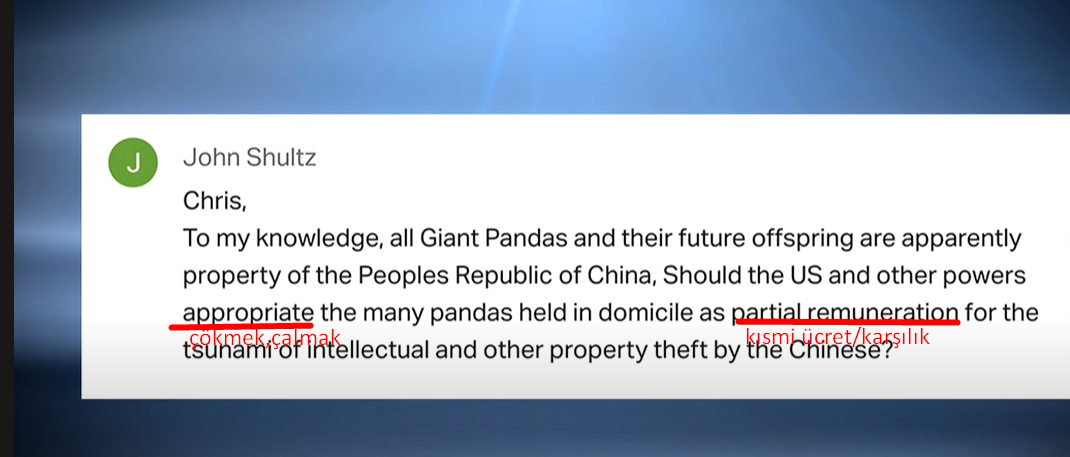 J
John Shultz
Chris,
To my knowledge, all Giant Pandas and their future offspring are apparently
property of the Peoples Republic of China, Should the US and other powers
appropriate the many pandas held in domicile as partial remuneration for the
çökmek,çalmak
kısmi ücret/karşılık
tsunami of intellectual and other property theft by the Chinese?